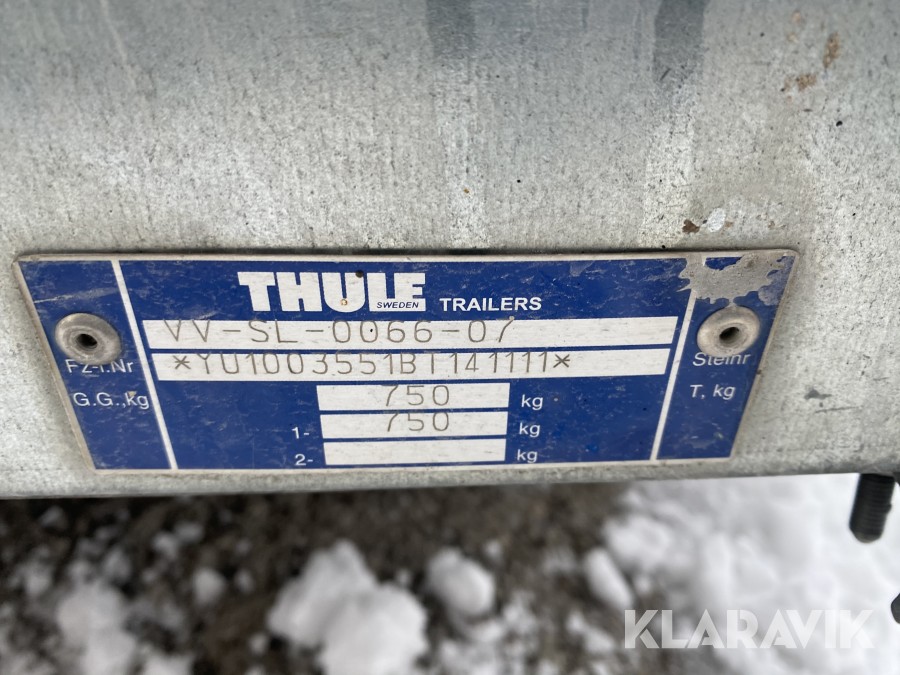 THULE SWEDEN TRAILERS
VV-SL-0066-07
Fz-I.Nr *YU1003551BT141111* Stelnr
G.G.,kg 750 kg T, kg
1- 750 kg
2- kg
KLARAVIK